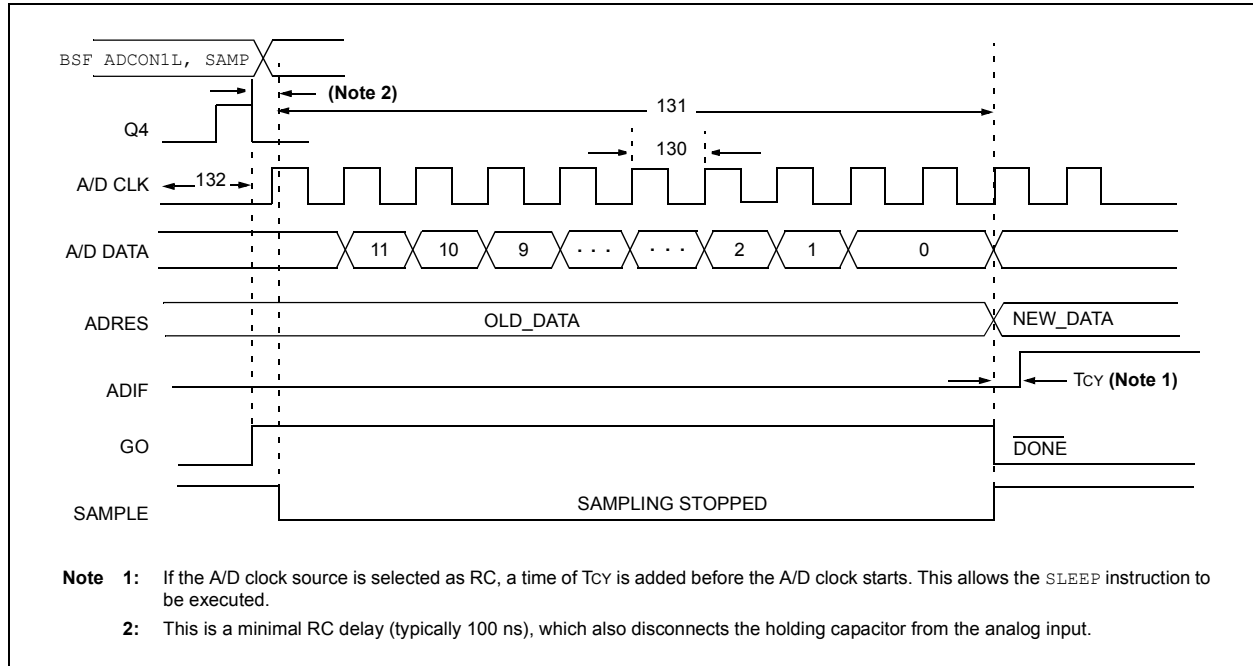 BSF ADCON1L, SAMP
(Note 2)
131
Q4
130
A/D CLK
132
A/D DATA
11 10 9 . . . . . . 2 1 0
ADRES
OLD_DATA
NEW_DATA
ADIF
TCY (Note 1)
GO
DONE
SAMPLE
SAMPLING STOPPED
Note 1: If the A/D clock source is selected as RC, a time of TCY is added before the A/D clock starts. This allows the SLEEP instruction to
be executed.
2: This is a minimal RC delay (typically 100 ns), which also disconnects the holding capacitor from the analog input.